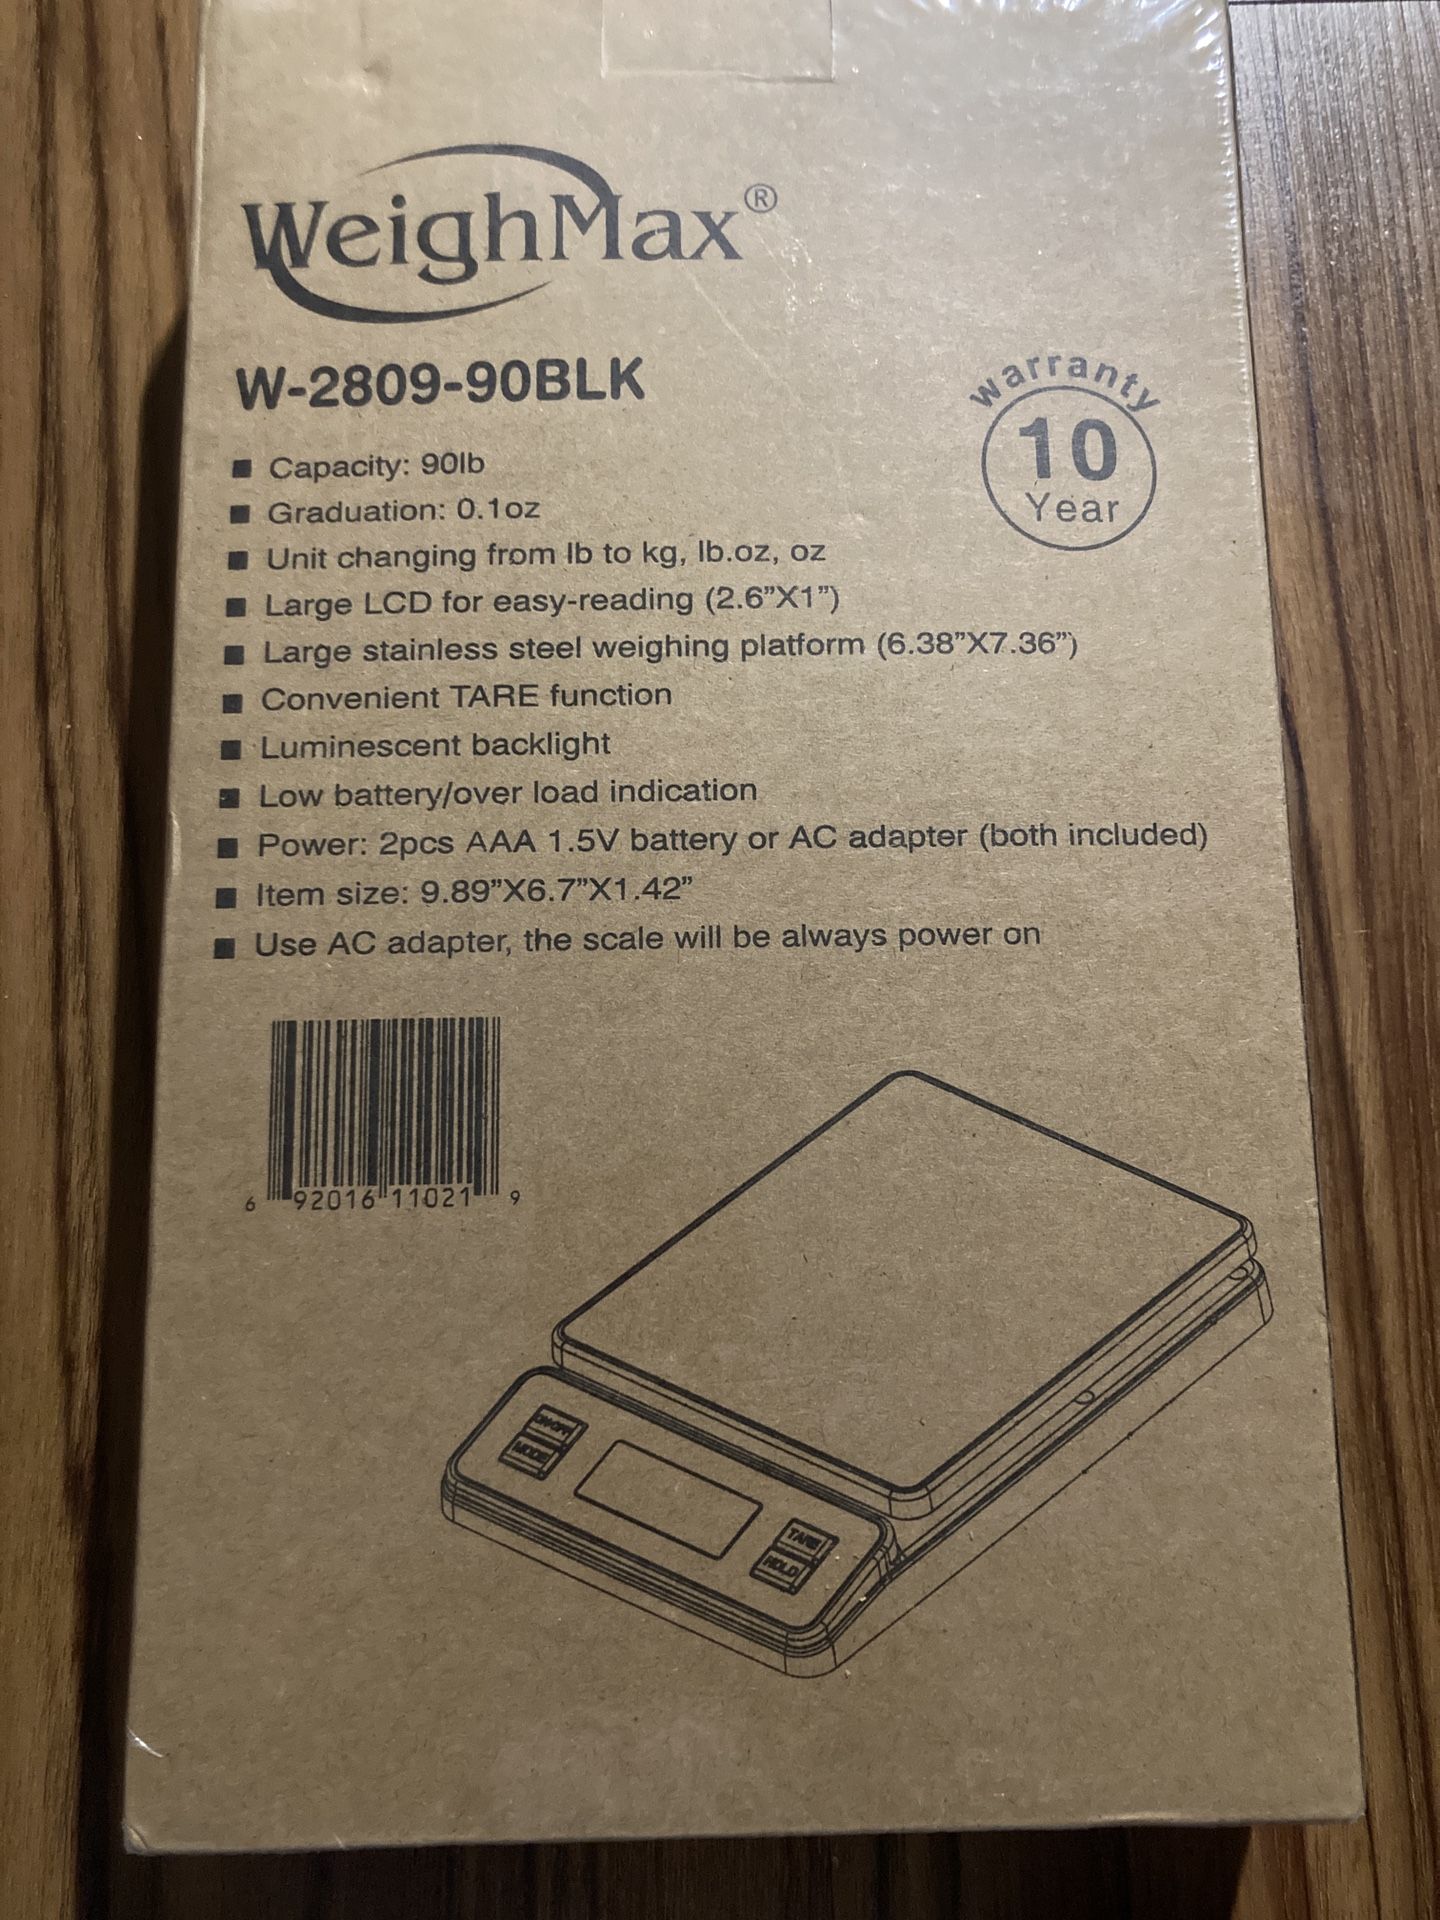 WeighMax®
W-2809-90BLK
warranty
10
Year
■ Capacity: 90lb
■ Graduation: 0.1oz
■ Unit changing from lb to kg, lb.oz, oz
■ Large LCD for easy-reading (2.6”X1”)
■ Large stainless steel weighing platform (6.38”X7.36”)
■ Convenient TARE function
■ Luminescent backlight
■ Low battery/over load indication
■ Power: 2pcs AAA 1.5V battery or AC adapter (both included)
■ Item size: 9.89”X6.7”X1.42”
■ Use AC adapter, the scale will be always power on
6 92016 11021 9
ON•OFF
MODE
TARE
HOLD